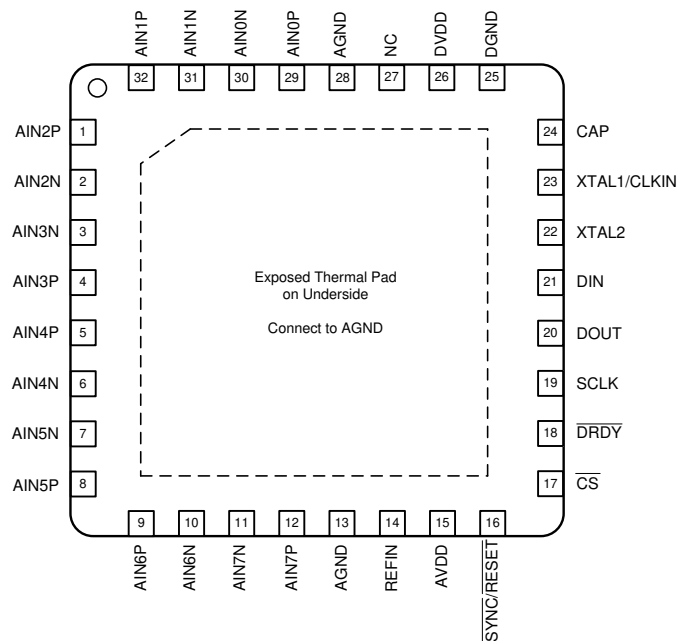 AIN1P
AIN1N
AIN0N
AIN0P
AGND
NC
DVDD
DGND
32
31
30
29
28
27
26
25
AIN2P 1
AIN2N 2
AIN3N 3
AIN3P 4
AIN4P 5
AIN4N 6
AIN5N 7
AIN5P 8
24 CAP
23 XTAL1/CLKIN
22 XTAL2
21 DIN
20 DOUT
19 SCLK
18 DRDY
17 CS
Exposed Thermal Pad
on Underside
Connect to AGND
9
10
11
12
13
14
15
16
AIN6P
AIN6N
AIN7N
AIN7P
AGND
REFIN
AVDD
SYNC/RESET